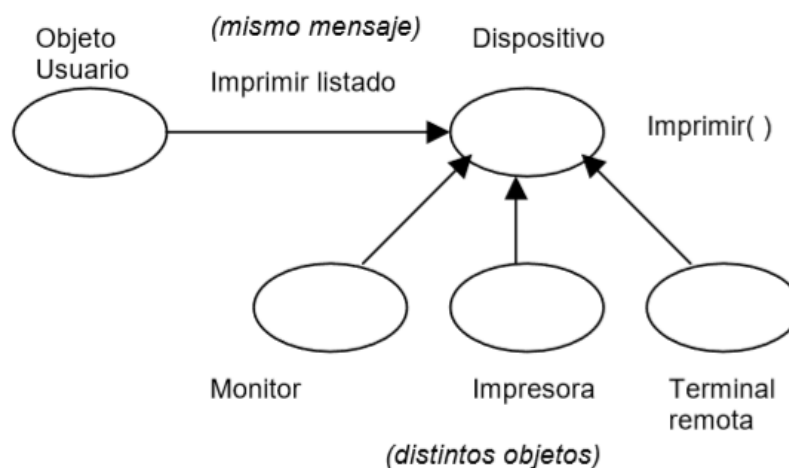 Objeto
Usuario
(mismo mensaje)
Imprimir listado
Dispositivo
Imprimir( )
Monitor
Impresora
Terminal
remota
(distintos objetos)